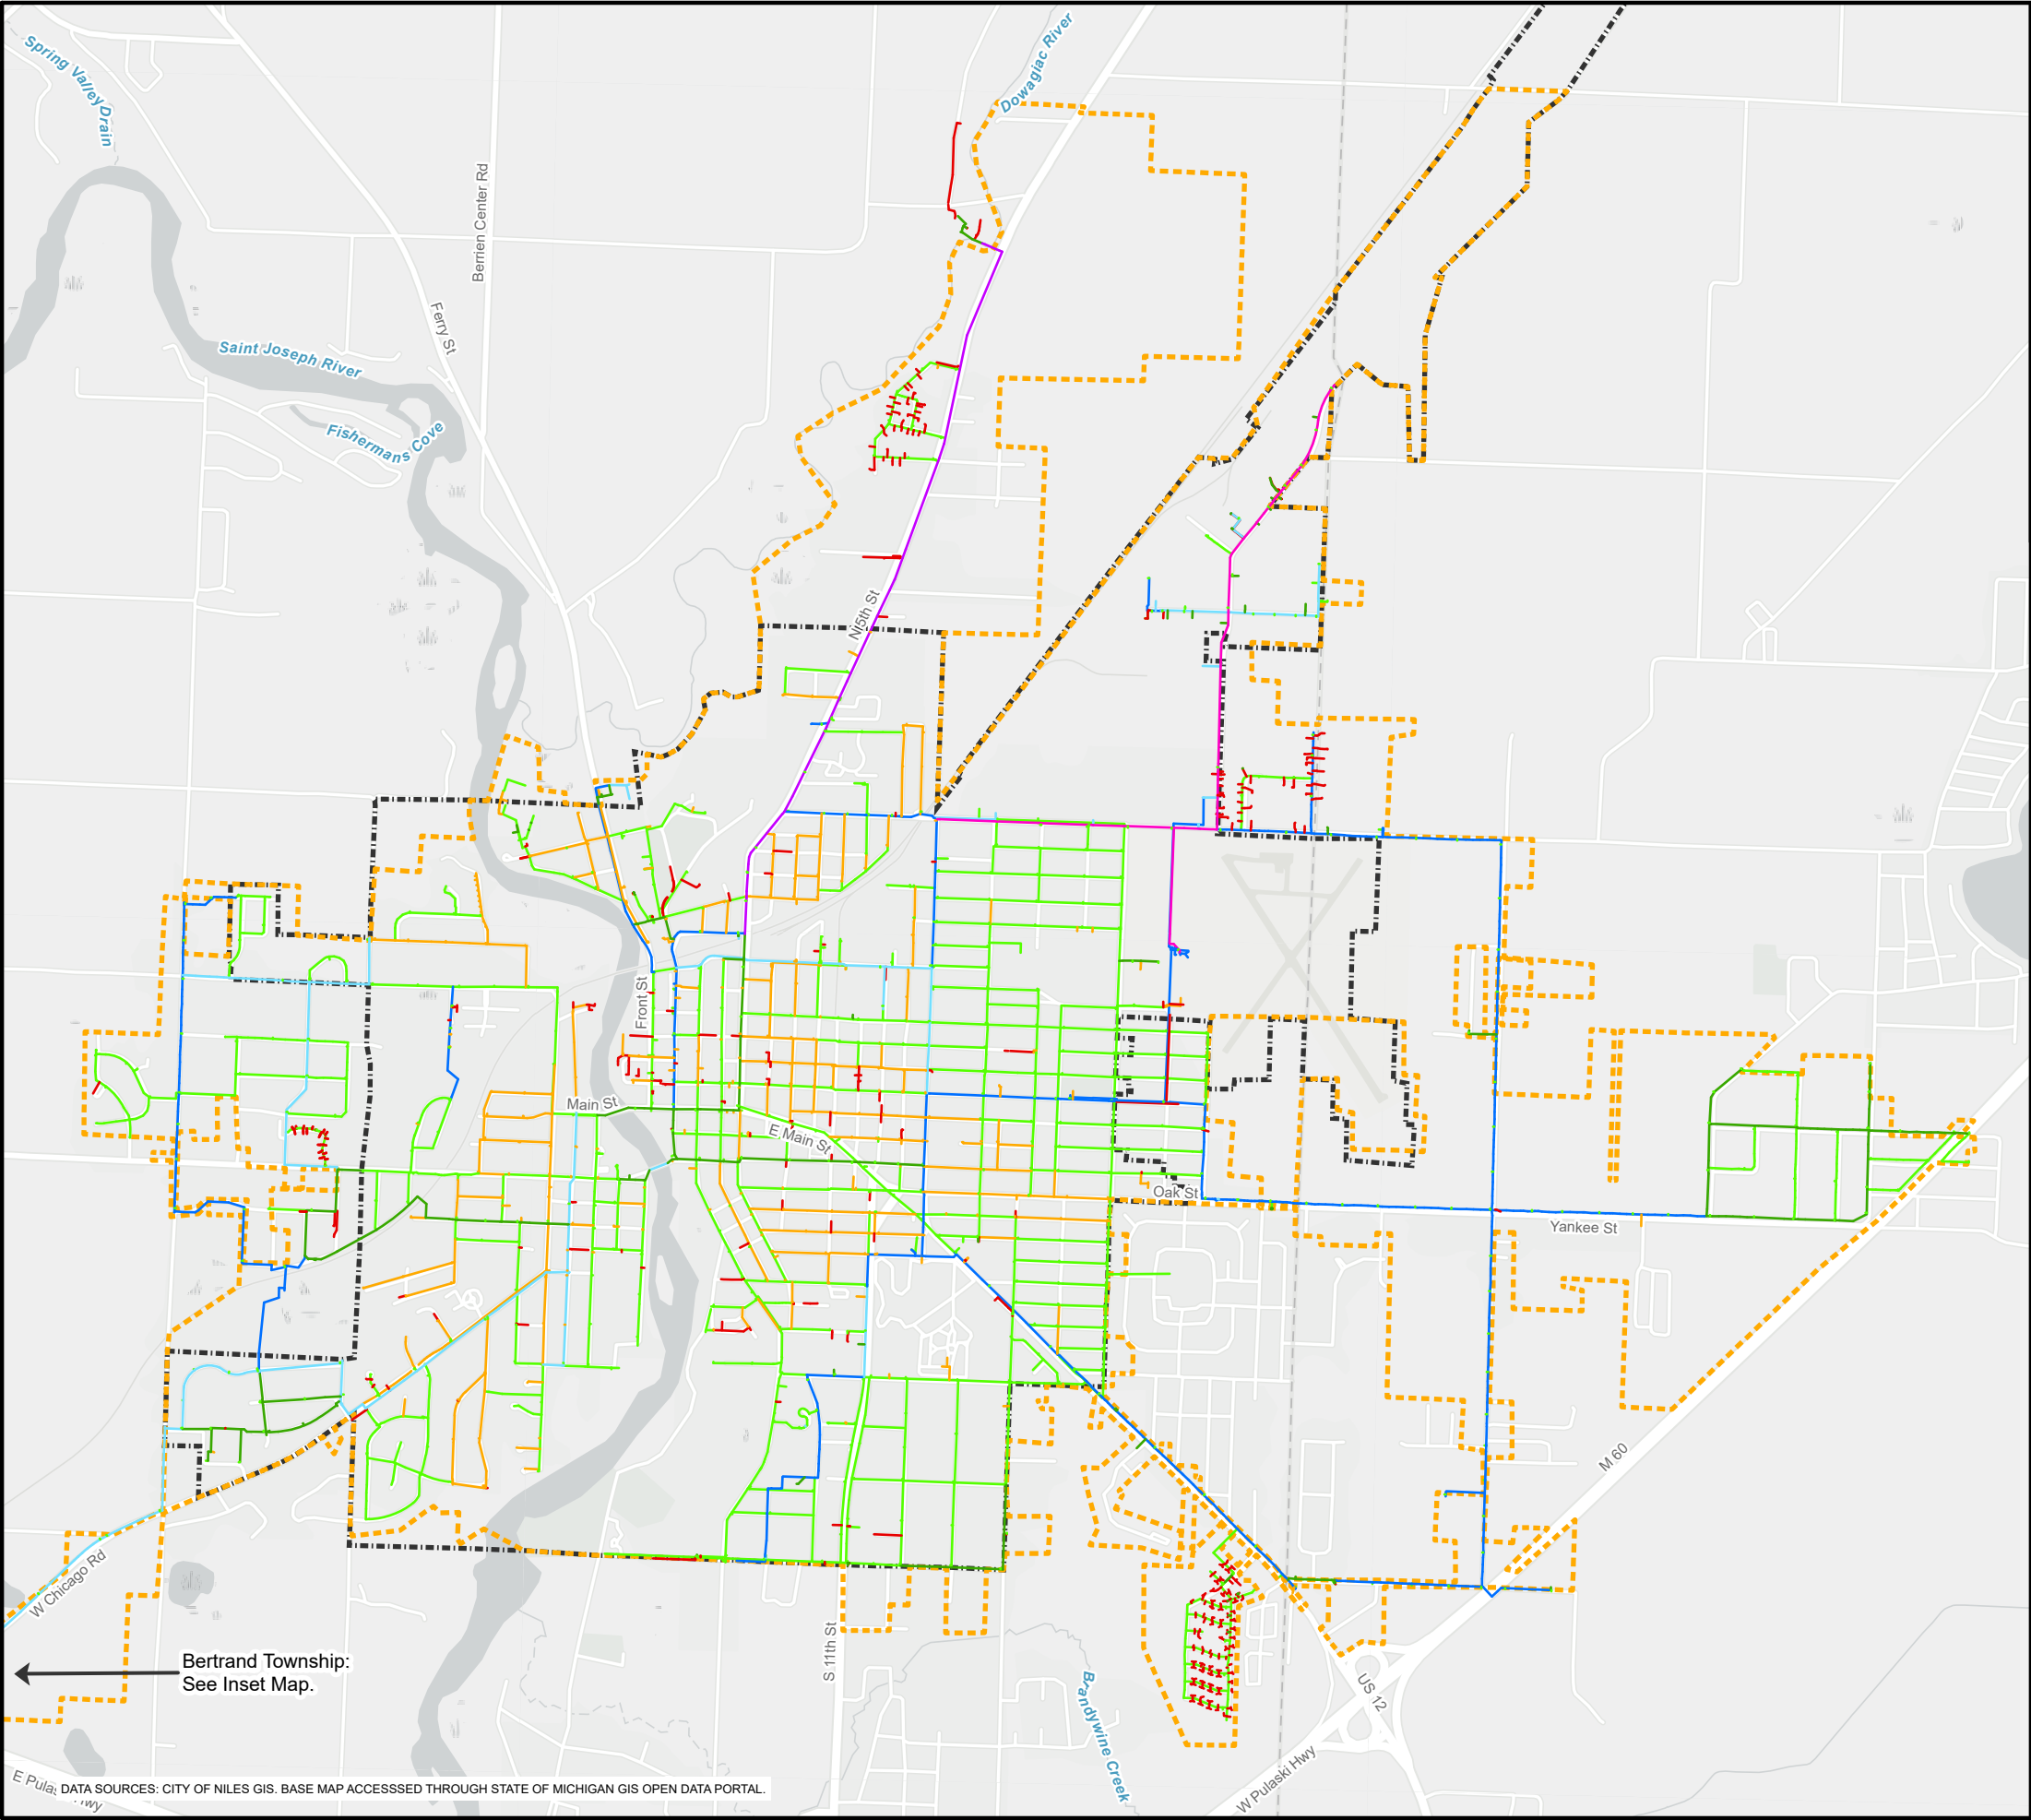 Spring Valley Drain
Dowagiac River
Berrien Center Rd
Ferry St
Saint Joseph River
Fishermans Cove
N 5th St
Front St
Main St
E Main St
Oak St
Yankee St
M 60
W Chicago Rd
S 11th St
Bertrand Township:
See Inset Map.
US 12
Brandywine Creek
W Pulaski Hwy
E Pulas
Hwy
DATA SOURCES: CITY OF NILES GIS. BASE MAP ACCESSSED THROUGH STATE OF MICHIGAN GIS OPEN DATA PORTAL.